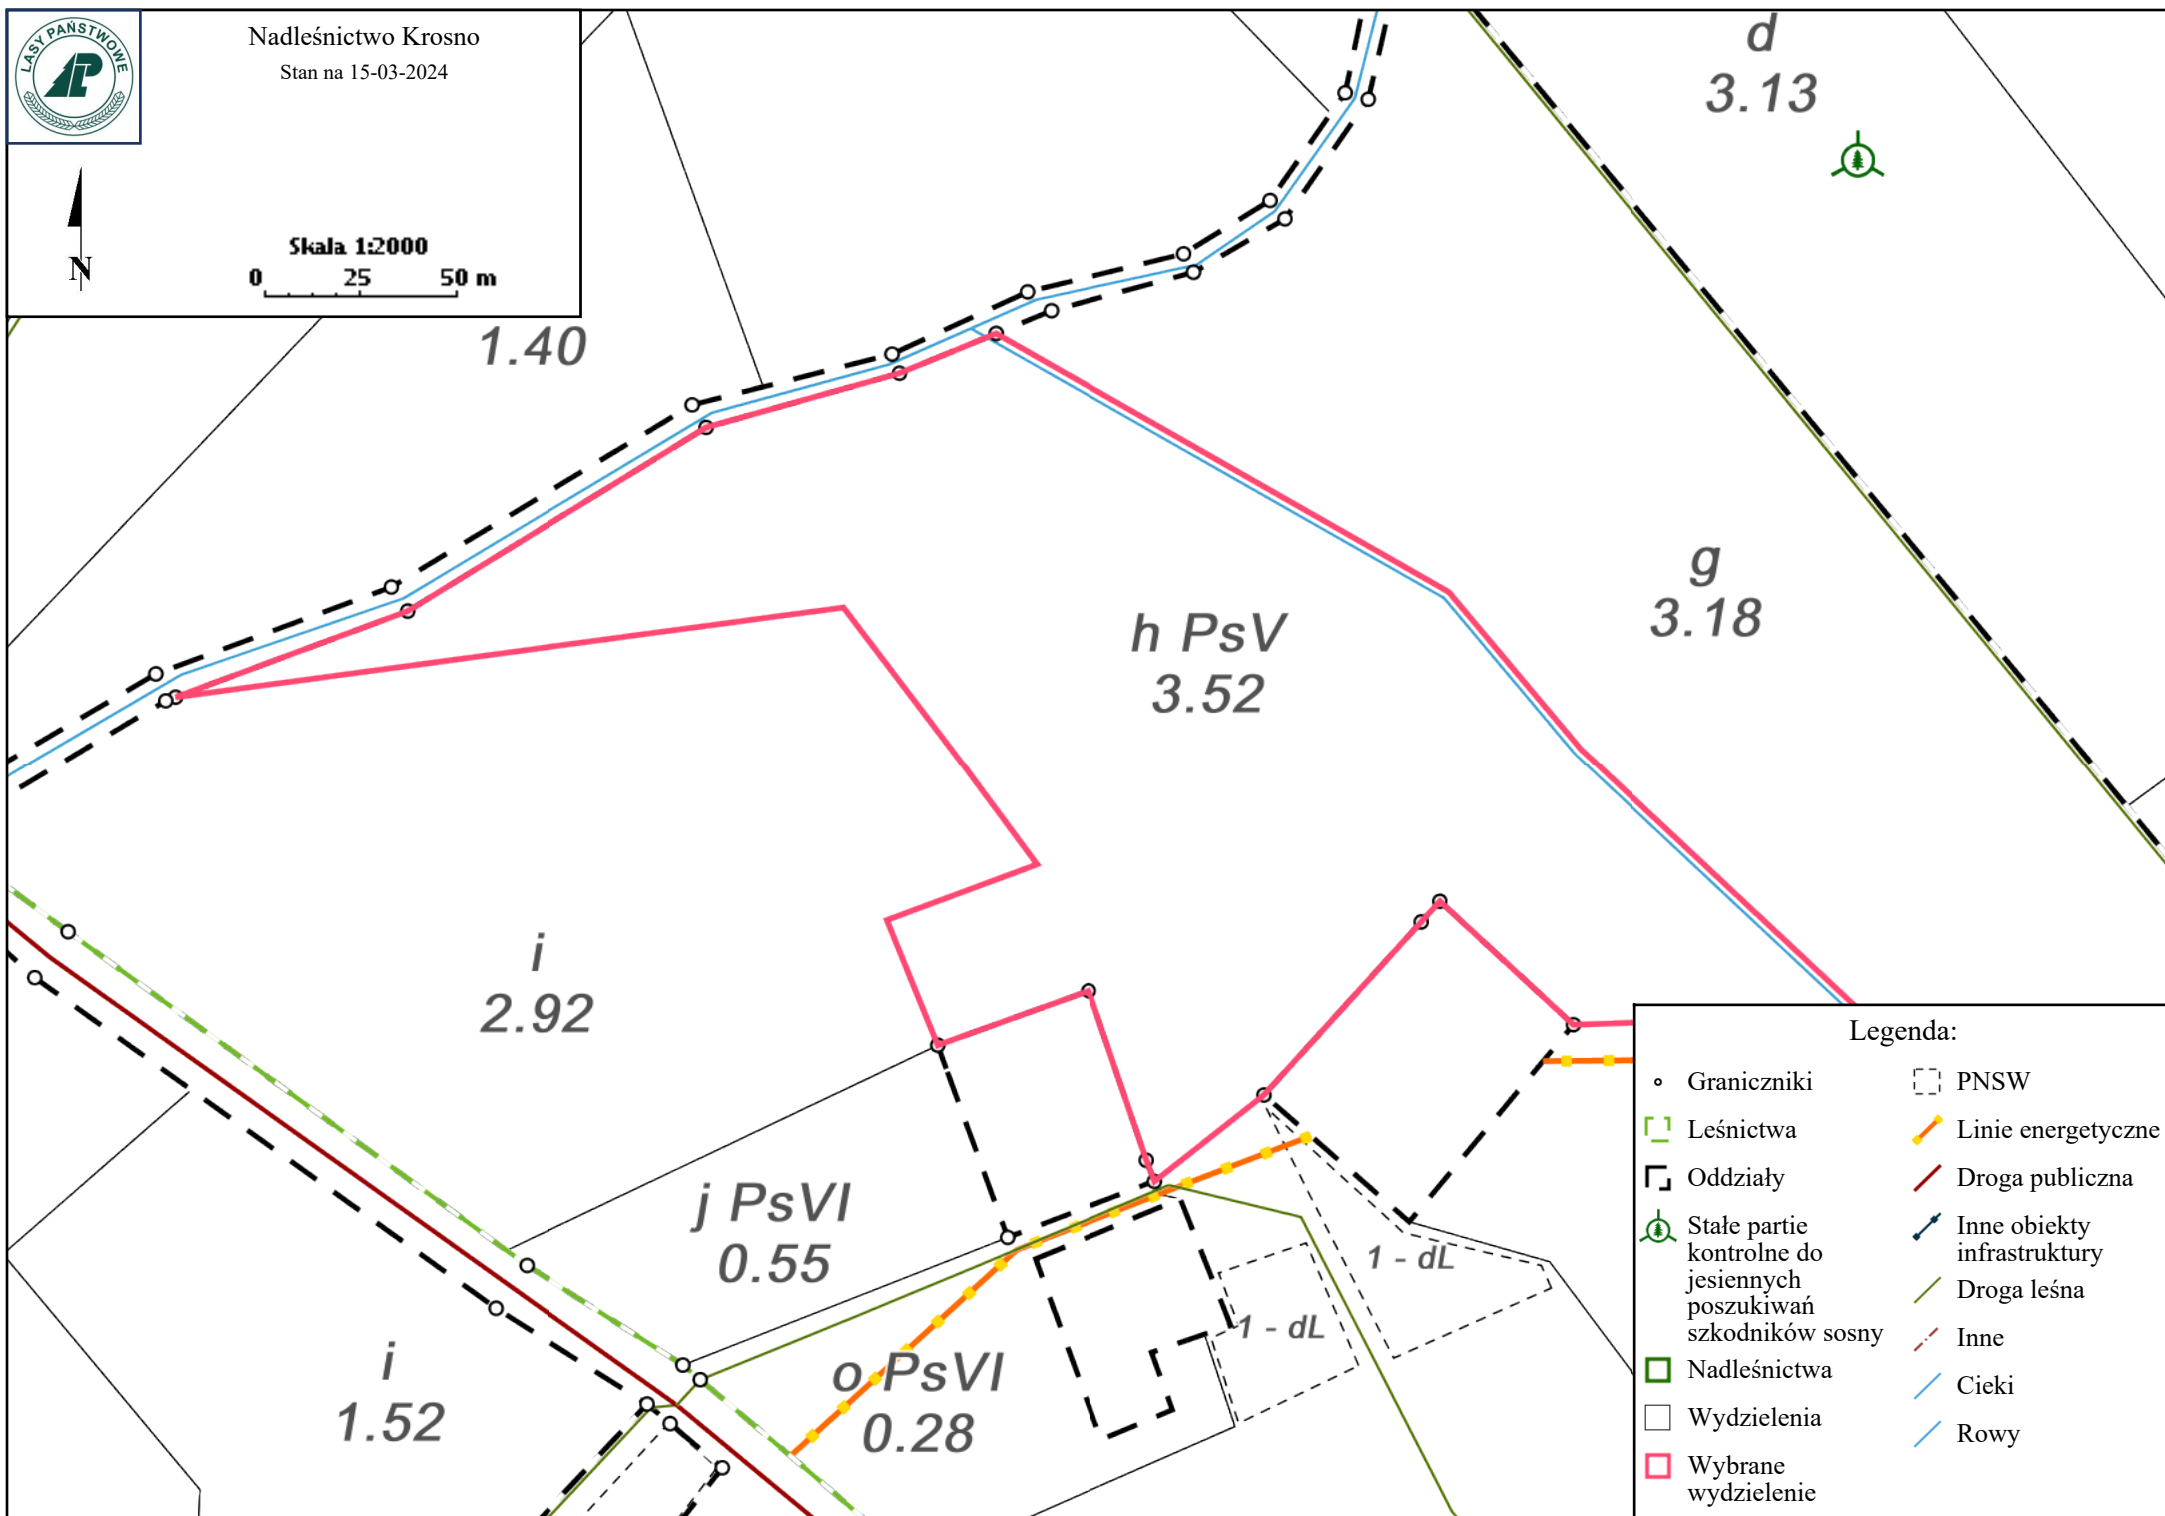 LASY PAŃSTWOWE
Nadleśnictwo Krosno
Stan na 15-03-2024
N
Skala 1:2000
0 25 50 m
d
3.13
1.40
g
3.18
h PsV
3.52
i
2.92
j PsVI
0.55
1 - dL
1 - dL
o PsVI
0.28
i
1.52
Legenda:
Graniczniki
Leśnictwa
Oddziały
Stałe partie
kontrolne do
jesiennych
poszukiwań
szkodników sosny
Nadleśnictwa
Wydzielenia
Wybrane
wydzielenie
PNSW
Linie energetyczne
Droga publiczna
Inne obiekty
infrastruktury
Droga leśna
Inne
Cieki
Rowy